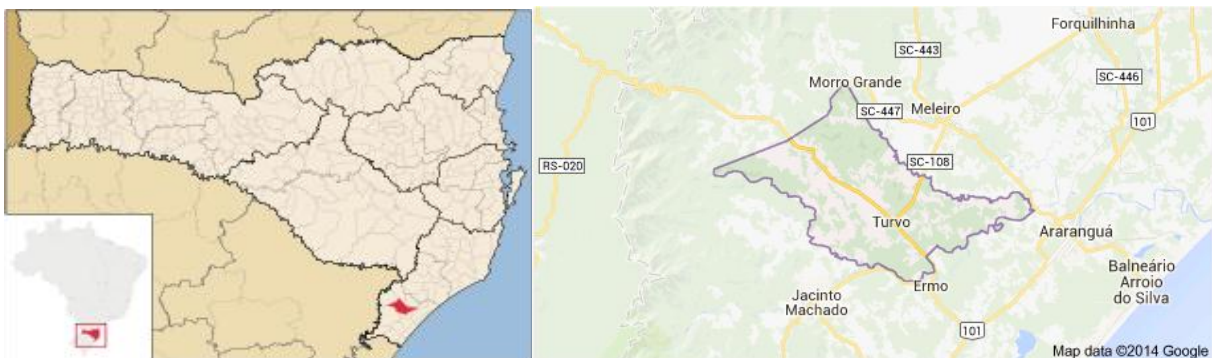 Forquilhinha
SC-443
SC-446
Morro Grande
SC-447
Meleiro
101
RS-020
SC-108
Turvo
Araranguá
Balneário
Arroio
do Silva
Ermo
Jacinto
Machado
101
Map data ©2014 Google